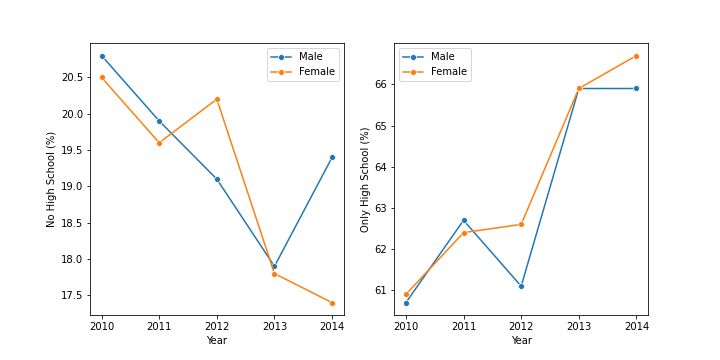 Male
Female
20.5
20.0
19.5
19.0
18.5
18.0
17.5
No High School (%)
2010 2011 2012 2013 2014
Year
Male
Female
66
65
64
63
62
61
Only High School (%)
2010 2011 2012 2013 2014
Year